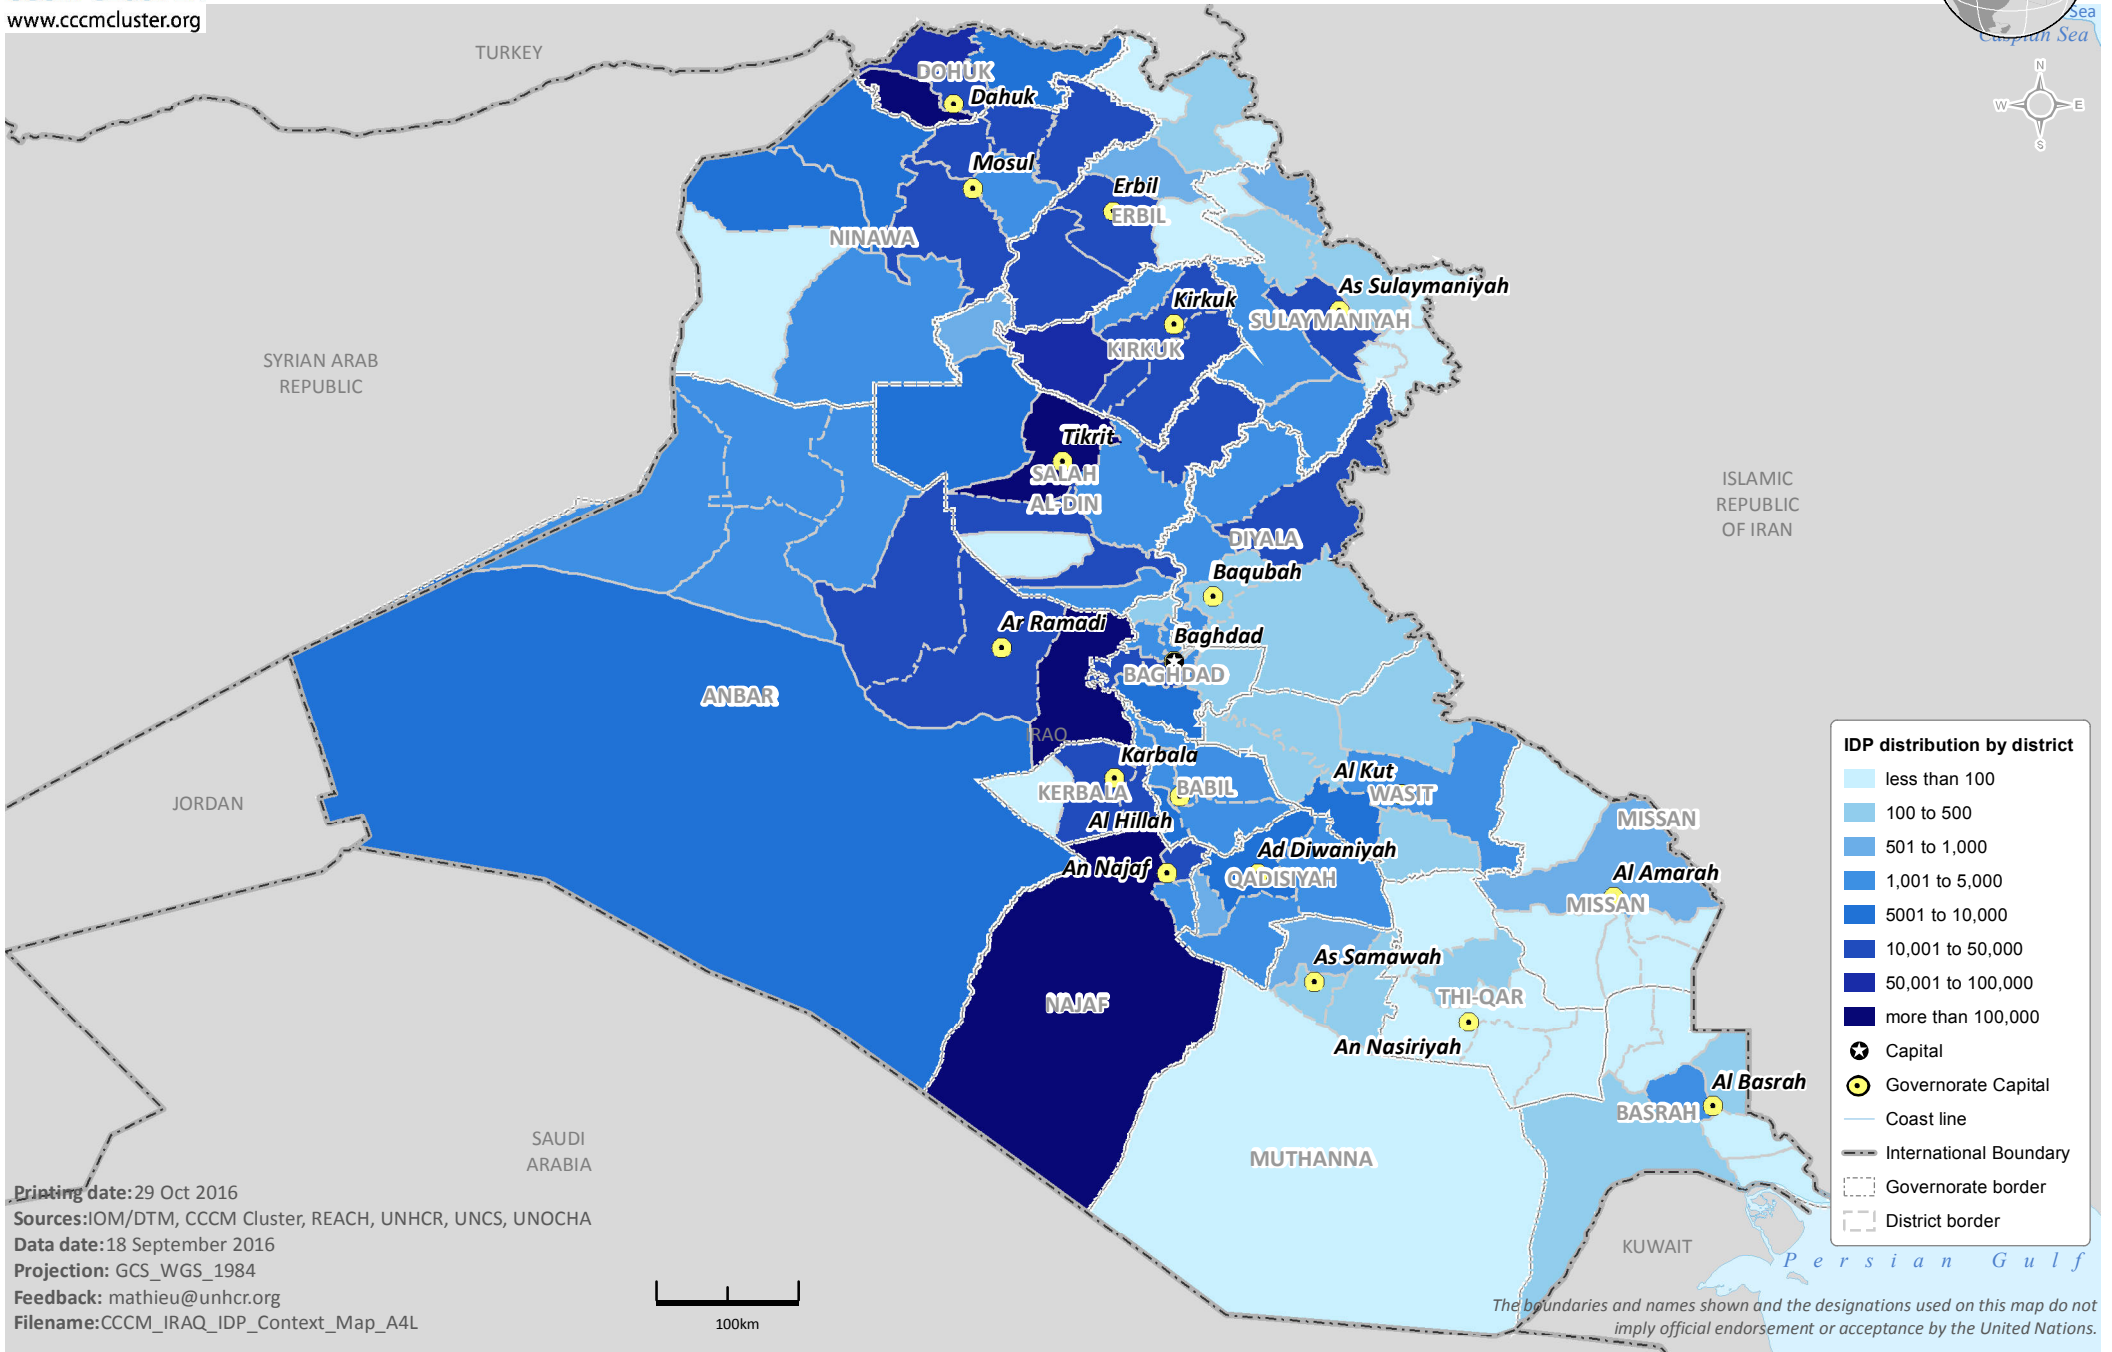 www.cccmcluster.org
Sea
Caspian Sea
TURKEY
N
W
E
S
DOHUK
Dahuk
Mosul
Erbil
ERBIL
NINAWA
As Sulaymaniyah
Kirkuk
SULAYMANIYAH
KIRKUK
SYRIAN ARAB
REPUBLIC
Tikrit
SALAH
AL-DIN
ISLAMIC
REPUBLIC
OF IRAN
DIYALA
Baqubah
Ar Ramadi
Baghdad
BAGHDAD
ANBAR
IRAQ
Karbala
KERBALA
BABIL
Al Kut
WASIT
JORDAN
Al Hillah
MISSAN
An Najaf
Ad Diwaniyah
QADISIYAH
Al Amarah
MISSAN
As Samawah
NAJAF
THI-QAR
An Nasiriyah
Al Basrah
BASRAH
MUTHANNA
SAUDI
ARABIA
KUWAIT
Persian Gulf
IDP distribution by district
less than 100
100 to 500
501 to 1,000
1,001 to 5,000
5001 to 10,000
10,001 to 50,000
50,001 to 100,000
more than 100,000
Capital
Governorate Capital
Coast line
International Boundary
Governorate border
District border
Printing date:29 Oct 2016
Sources:IOM/DTM, CCCM Cluster, REACH, UNHCR, UNCS, UNOCHA
Data date:18 September 2016
Projection: GCS_WGS_1984
Feedback: mathieu@unhcr.org
Filename:CCCM_IRAQ_IDP_Context_Map_A4L
100km
The boundaries and names shown and the designations used on this map do not
imply official endorsement or acceptance by the United Nations.